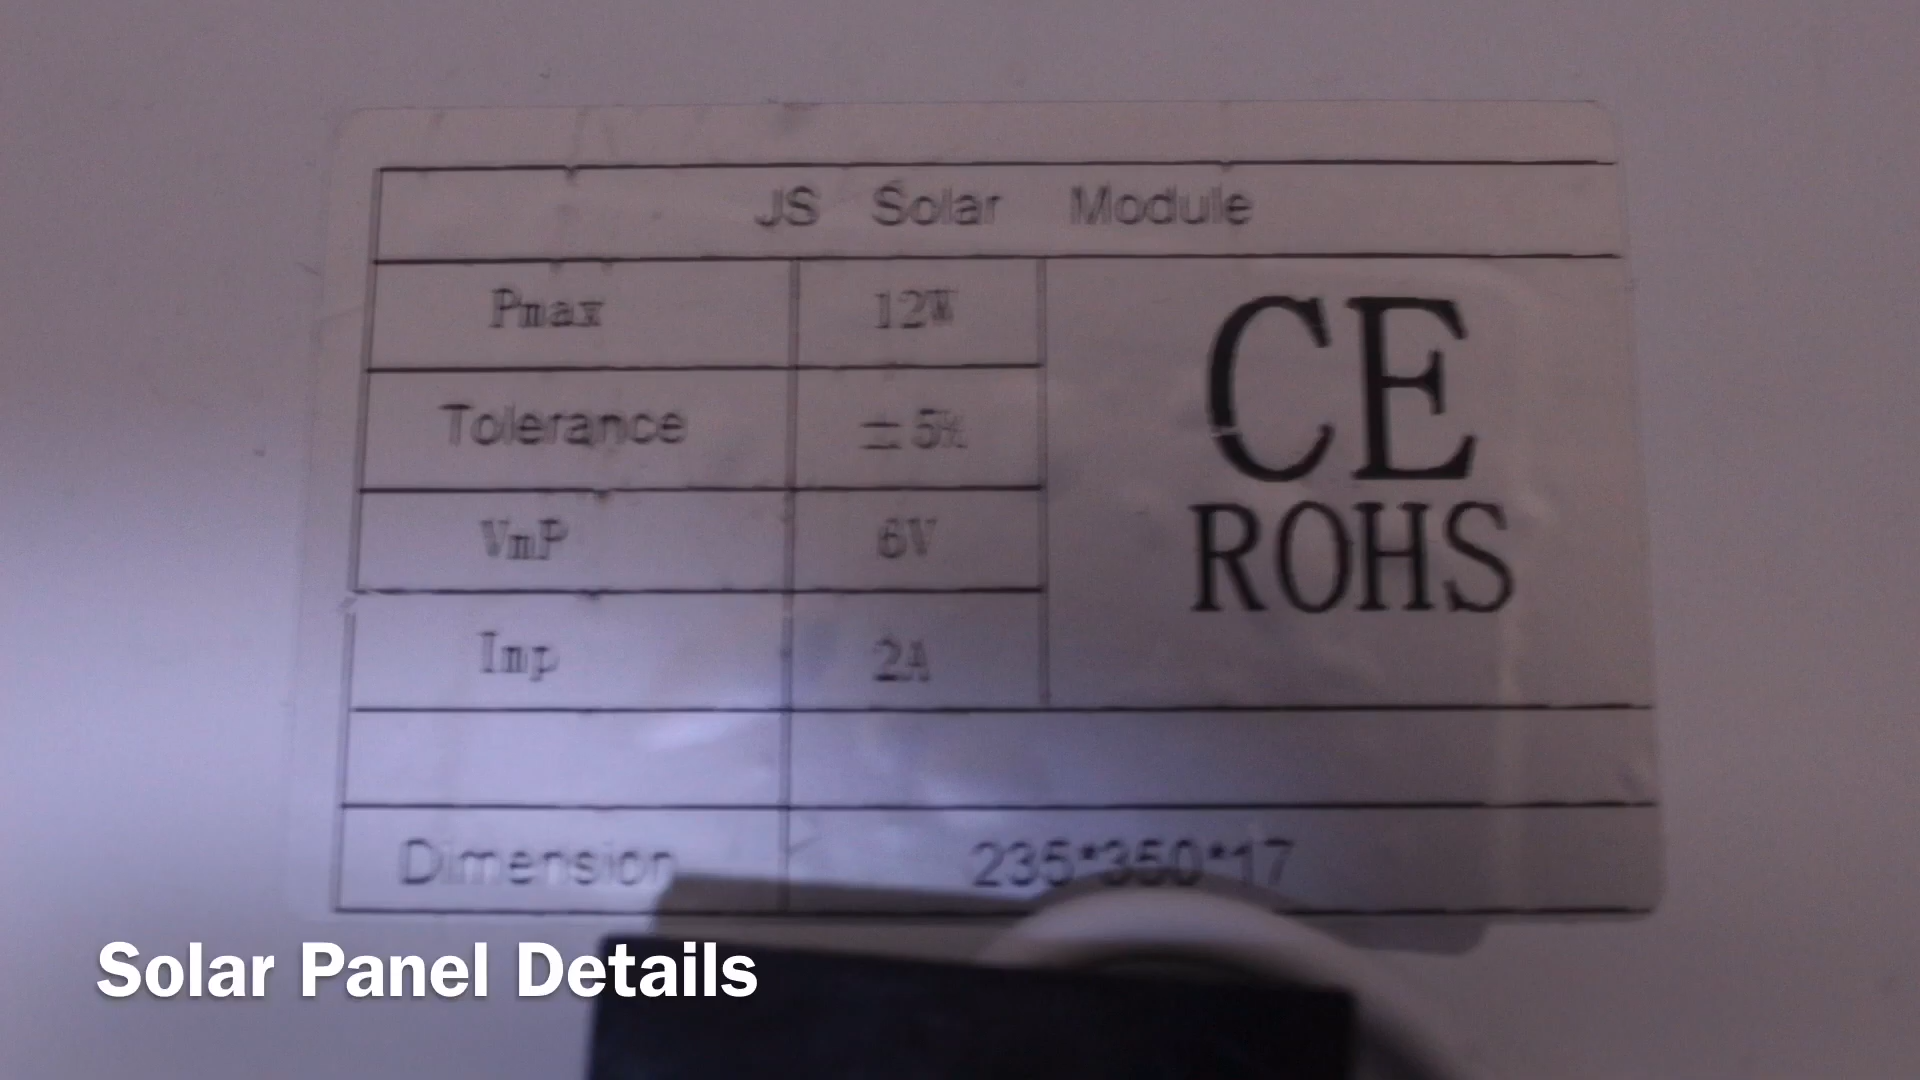 JS Solar Module
Pmax 12W
Tolerance ±5%
VmP 6V
Imp 2A
CE
ROHS
Dimension 235*350*17
Solar Panel Details